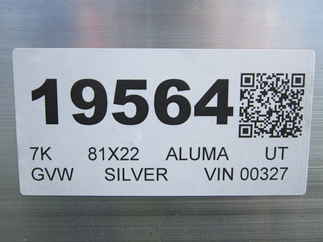 19564
7K 81X22 ALUMA UT
GVW SILVER VIN 00327